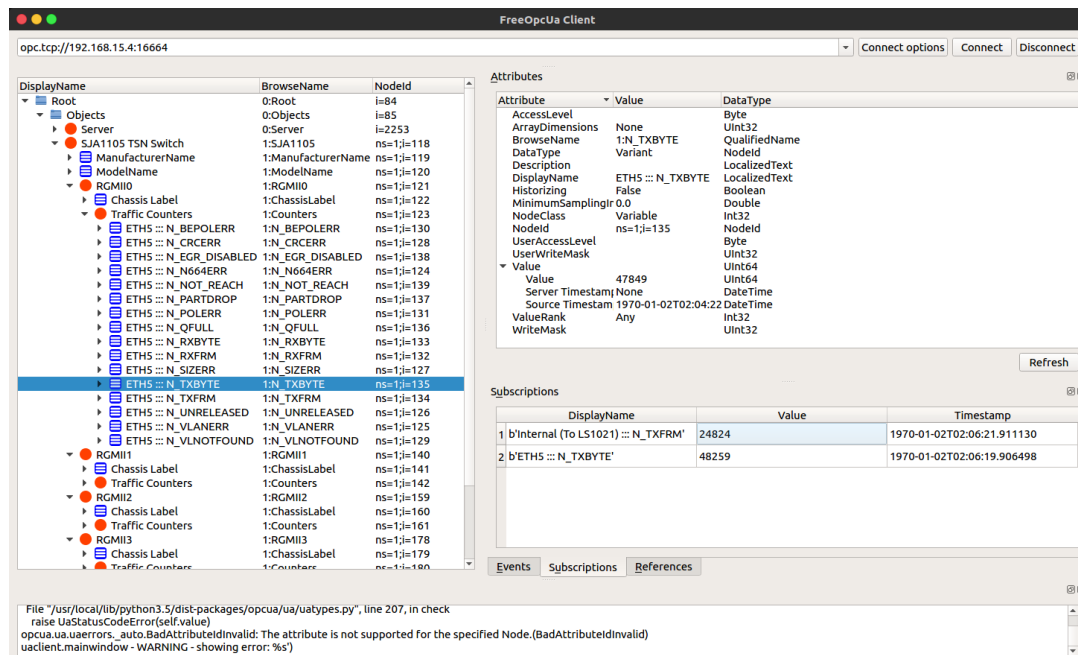 FreeOpcUa Client
opc.tcp://192.168.15.4:16664
Connect options
Connect
Disconnect
DisplayName BrowseName NodeId
Root 0:Root i=84
Objects 0:Objects i=85
Server 0:Server i=2253
SJA1105 TSN Switch 1:SJA1105 ns=1;i=118
ManufacturerName 1:ManufacturerName ns=1;i=119
ModelName 1:ModelName ns=1;i=120
RGMII0 1:RGMII0 ns=1;i=121
Chassis Label 1:ChassisLabel ns=1;i=122
Traffic Counters 1:Counters ns=1;i=123
ETH5 ::: N_BEPOLERR 1:N_BEPOLERR ns=1;i=130
ETH5 ::: N_CRCERR 1:N_CRCERR ns=1;i=128
ETH5 ::: N_EGR_DISABLED 1:N_EGR_DISABLED ns=1;i=138
ETH5 ::: N_N664ERR 1:N_N664ERR ns=1;i=124
ETH5 ::: N_NOT_REACH 1:N_NOT_REACH ns=1;i=139
ETH5 ::: N_PARTDROP 1:N_PARTDROP ns=1;i=137
ETH5 ::: N_POLERR 1:N_POLERR ns=1;i=131
ETH5 ::: N_QFULL 1:N_QFULL ns=1;i=136
ETH5 ::: N_RXBYTE 1:N_RXBYTE ns=1;i=133
ETH5 ::: N_RXFRM 1:N_RXFRM ns=1;i=132
ETH5 ::: N_SIZERR 1:N_SIZERR ns=1;i=127
ETH5 ::: N_TXBYTE 1:N_TXBYTE ns=1;i=135
ETH5 ::: N_TXFRM 1:N_TXFRM ns=1;i=134
ETH5 ::: N_UNRELEASED 1:N_UNRELEASED ns=1;i=126
ETH5 ::: N_VLANERR 1:N_VLANERR ns=1;i=125
ETH5 ::: N_VLNOTFOUND 1:N_VLNOTFOUND ns=1;i=129
RGMII1 1:RGMII1 ns=1;i=140
Chassis Label 1:ChassisLabel ns=1;i=141
Traffic Counters 1:Counters ns=1;i=142
RGMII2 1:RGMII2 ns=1;i=159
Chassis Label 1:ChassisLabel ns=1;i=160
Traffic Counters 1:Counters ns=1;i=161
RGMII3 1:RGMII3 ns=1;i=178
Chassis Label 1:ChassisLabel ns=1;i=179
Traffic Counters 1:Counters ns=1;i=180
Attributes
Attribute Value DataType
AccessLevel Byte
ArrayDimensions None UInt32
BrowseName 1:N_TXBYTE QualifiedName
DataType Variant NodeId
Description LocalizedText
DisplayName ETH5 ::: N_TXBYTE LocalizedText
Historizing False Boolean
MinimumSamplingIr 0.0 Double
NodeClass Variable Int32
NodeId ns=1;i=135 NodeId
UserAccessLevel Byte
UserWriteMask UInt32
Value UInt64
Value 47849 UInt64
Server Timestam None DateTime
Source Timestam 1970-01-02T02:04:22 DateTime
ValueRank Any Int32
WriteMask UInt32
Refresh
Subscriptions
DisplayName Value Timestamp
1 b'Internal (To LS1021) ::: N_TXFRM' 24824 1970-01-02T02:06:21.911130
2 b'ETH5 ::: N_TXBYTE' 48259 1970-01-02T02:06:19.906498
Events Subscriptions References
File "/usr/local/lib/python3.5/dist-packages/opcua/ua/uatypes.py", line 207, in check
raise UaStatusCodeError(self.value)
opcua.ua.uaerrors._auto.BadAttributeIdInvalid: The attribute is not supported for the specified Node.(BadAttributeIdInvalid)
uaclient.mainwindow - WARNING - showing error: %s')